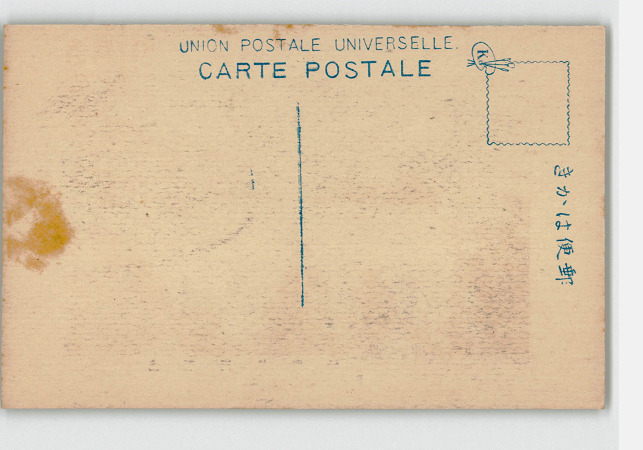 UNION POSTALE UNIVERSELLE.
CARTE POSTALE
K
きかは便郵